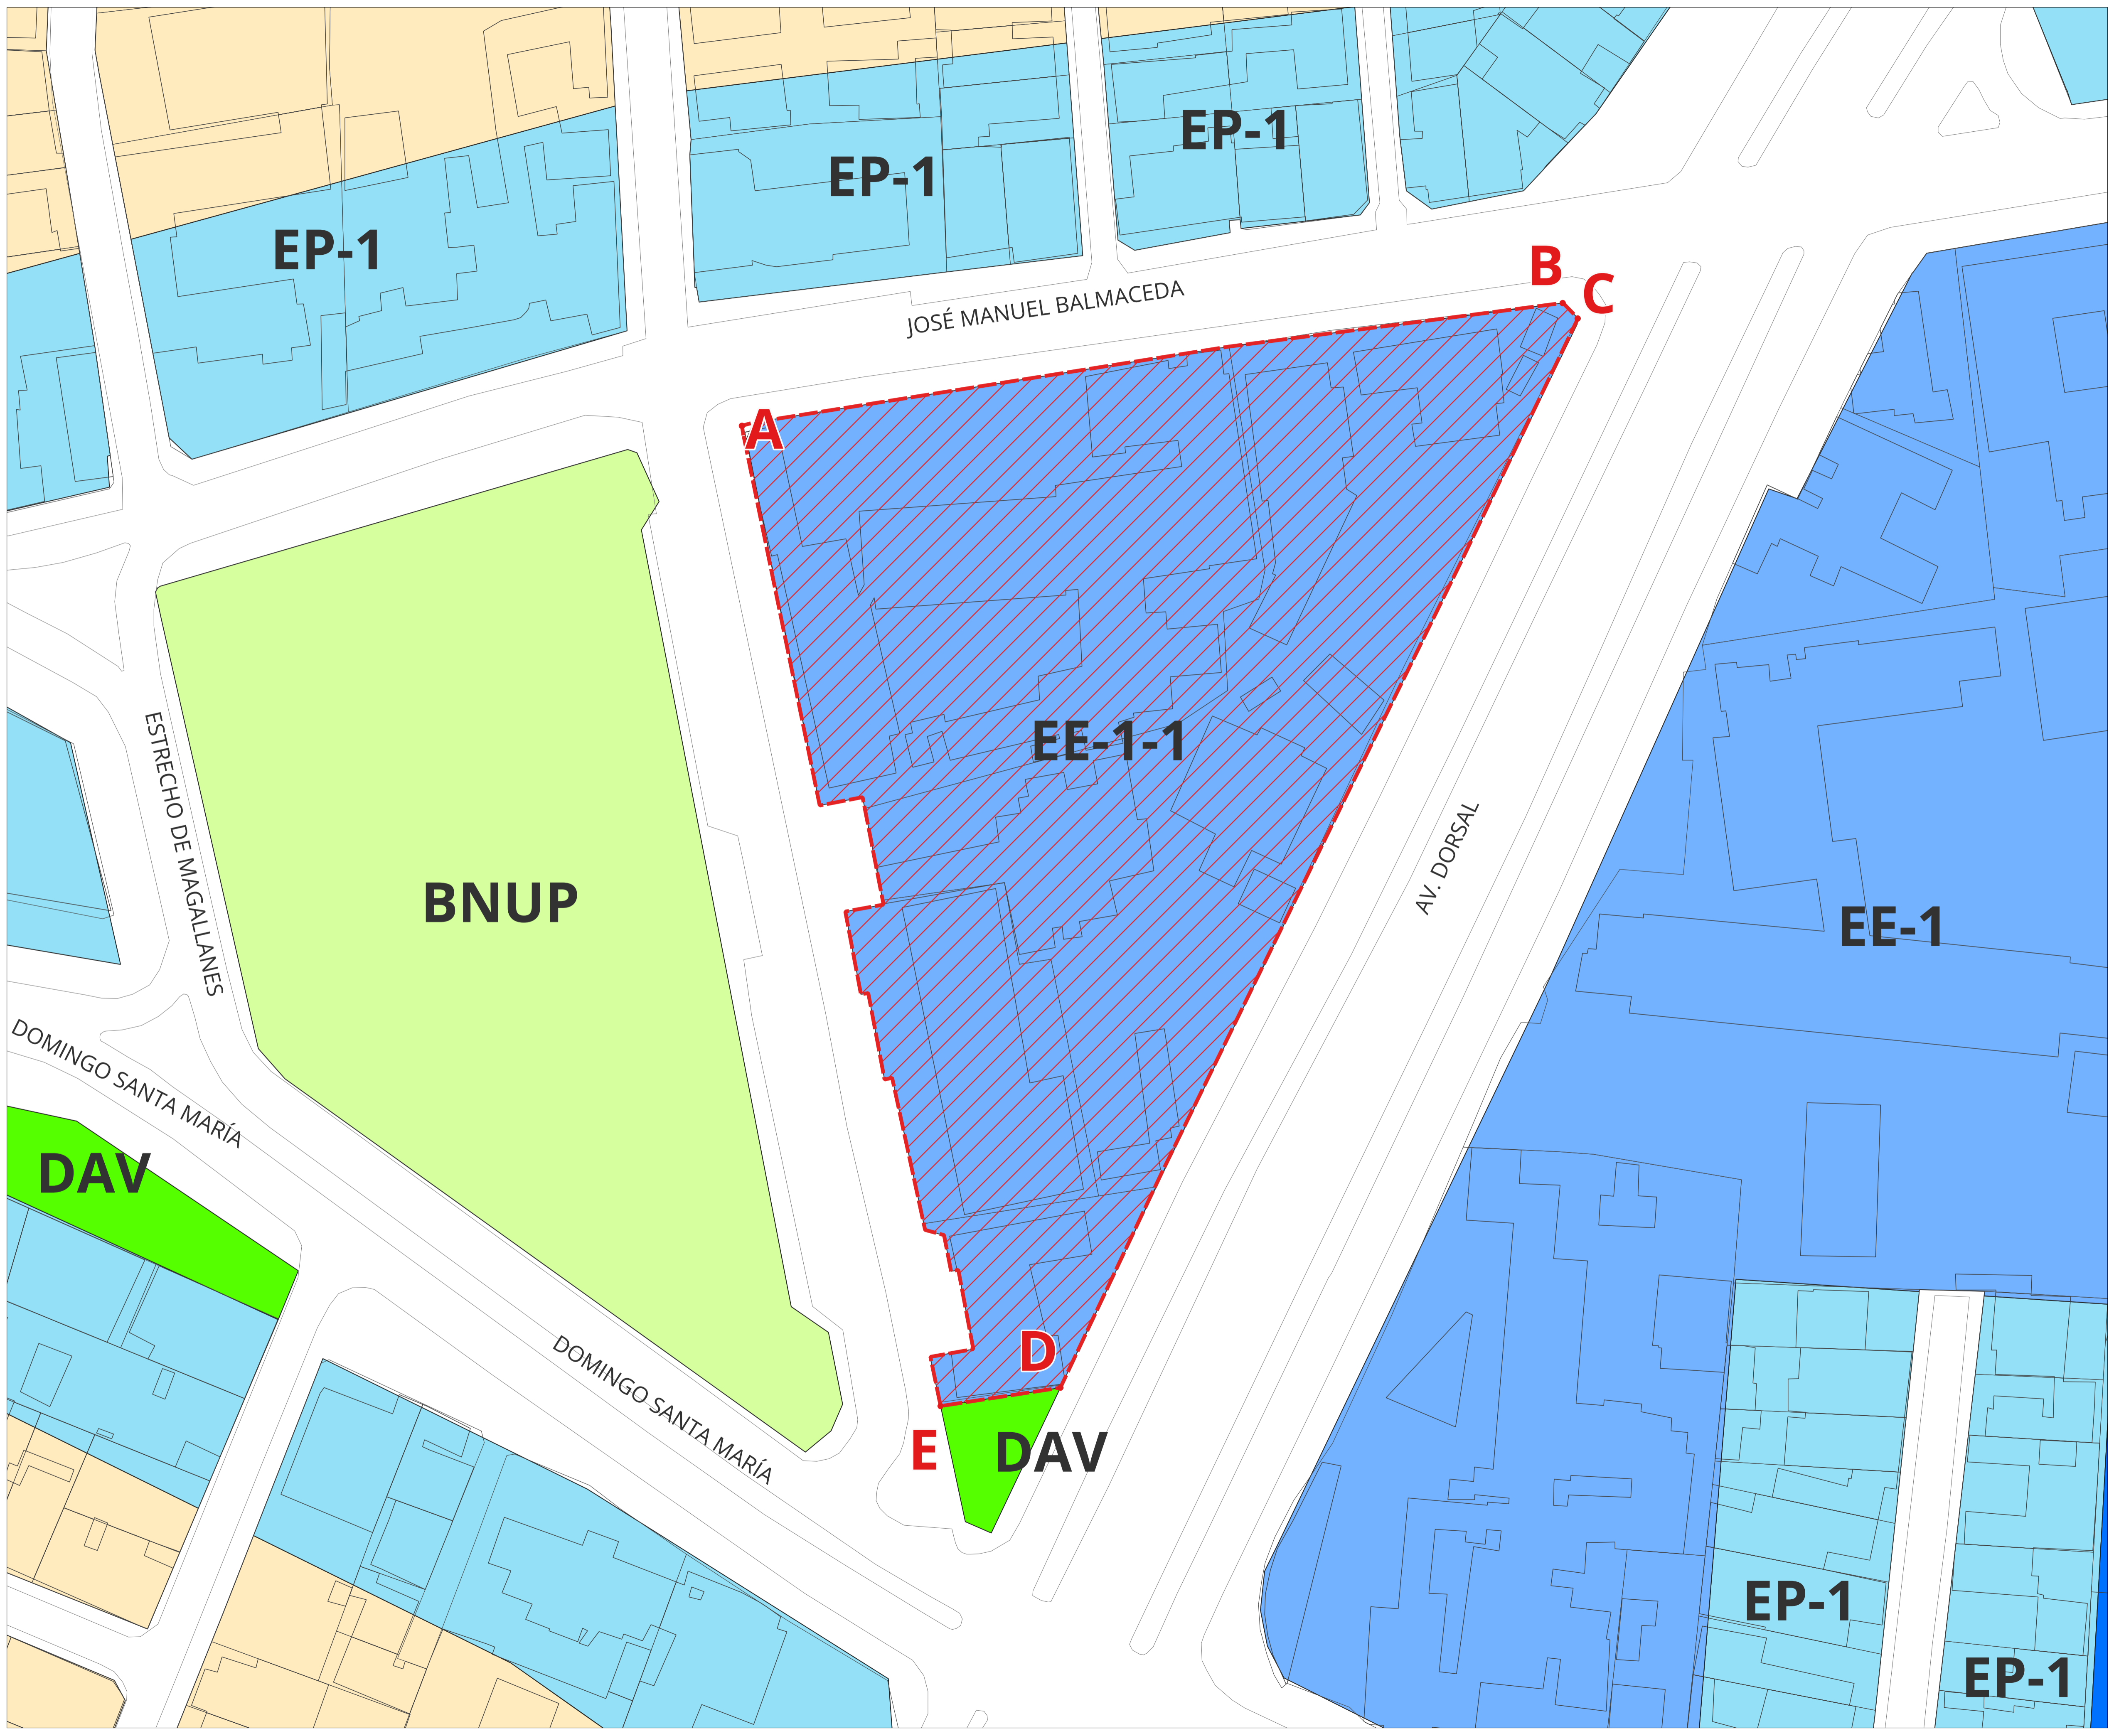 EP-1
EP-1
EP-1
B
C
JOSÉ MANUEL BALMACEDA
A
EE-1-1
ESTRECHO DE MAGALLANES
AV. DORSAL
BNUP
EE-1
DOMINGO SANTA MARÍA
DAV
D
DOMINGO SANTA MARÍA
E
DAV
EP-1
EP-1